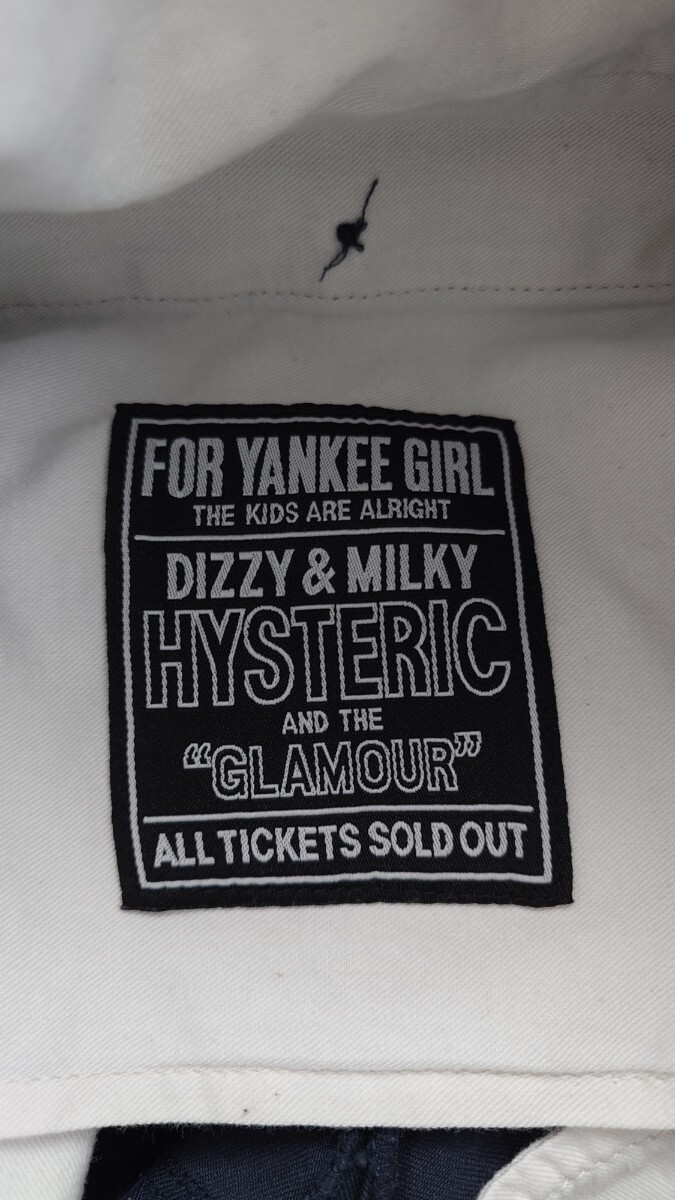 FOR YANKEE GIRL
THE KIDS ARE ALRIGHT
DIZZY & MILKY
HYSTERIC
AND THE
“GLAMOUR”
ALL TICKETS SOLD OUT